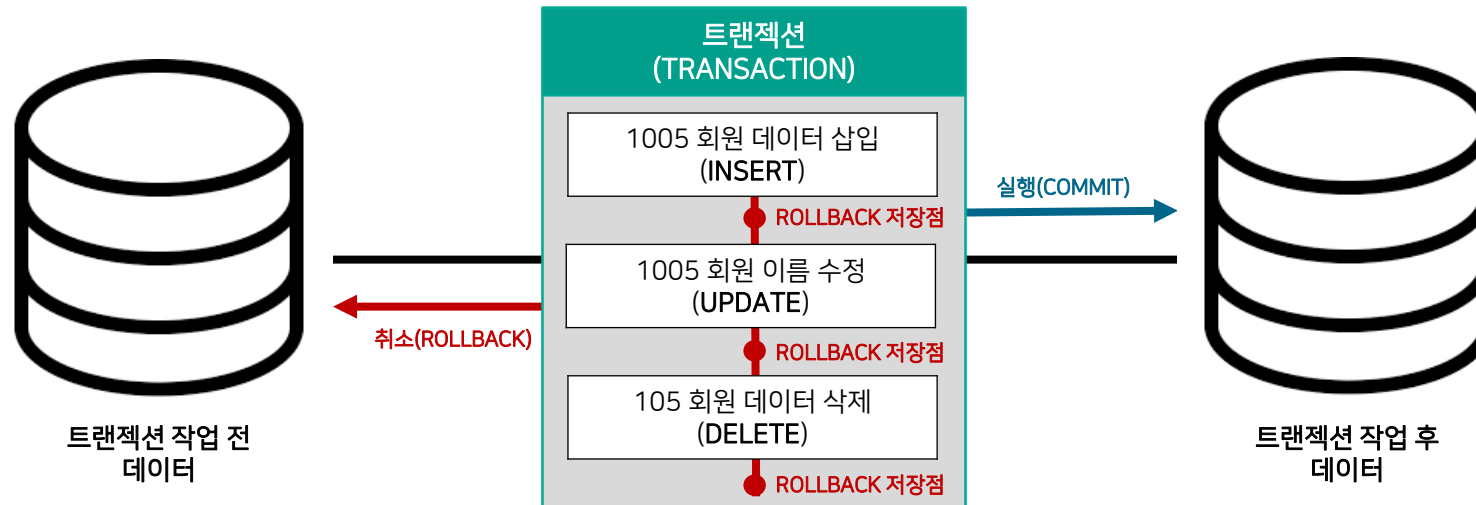 트랜젝션
(TRANSACTION)
1005 회원 데이터 삽입
(INSERT)
실행(COMMIT)
ROLLBACK 저장점
1005 회원 이름 수정
(UPDATE)
취소(ROLLBACK)
ROLLBACK 저장점
105 회원 데이터 삭제
(DELETE)
ROLLBACK 저장점
트랜젝션 작업 전
데이터
트랜젝션 작업 후
데이터